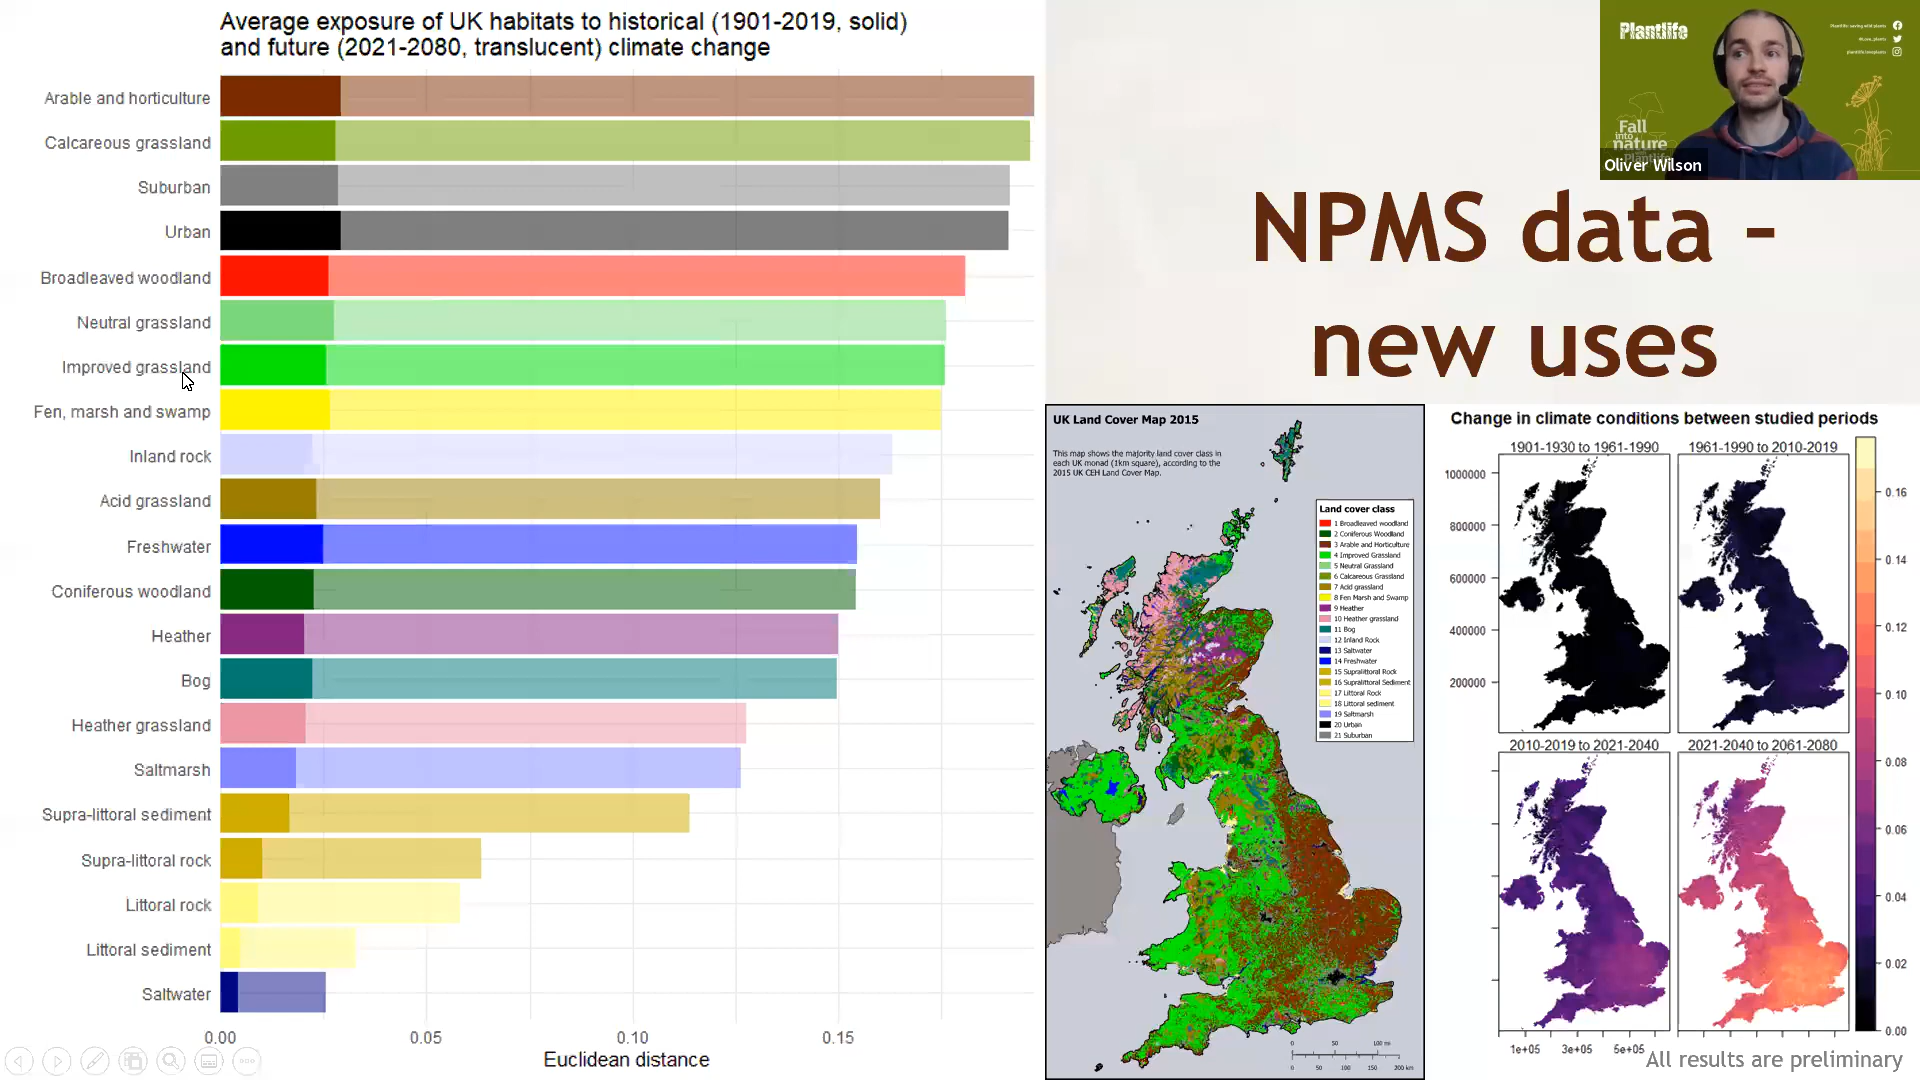 Average exposure of UK habitats to historical (1901-2019, solid)
and future (2021-2080, translucent) climate change
Arable and horticulture
Calcareous grassland
Suburban
Urban
Broadleaved woodland
Neutral grassland
Improved grassland
Fen, marsh and swamp
Inland rock
Acid grassland
Freshwater
Coniferous woodland
Heather
Bog
Heather grassland
Saltmarsh
Supra-littoral sediment
Supra-littoral rock
Littoral rock
Littoral sediment
Saltwater
0.00 0.05 0.10 0.15
Euclidean distance
Plantlife
Fall
into
nature
Oliver Wilson
NPMS data -
new uses
UK Land Cover Map 2015
This map shows the majority land cover class in
each UK monad (1km square), according to the
2015 UK CEH Land Cover Map.
Land cover class
1 Broadleaved woodland
2 Coniferous Woodland
3 Arable and Horticulture
4 Improved Grassland
5 Neutral Grassland
6 Calcareous Grassland
7 Acid grassland
8 Fen Marsh and Swamp
9 Heather
10 Heather grassland
11 Bog
12 Inland Rock
13 Saltwater
14 Freshwater
15 Supralittoral Rock
16 Supralittoral Sediment
17 Littoral Rock
18 Littoral sediment
19 Saltmarsh
20 Urban
21 Suburban
0 50 100 mi
0 50 100 150 200 km
Change in climate conditions between studied periods
1901-1930 to 1961-1990
1961-1990 to 2010-2019
1000000
800000
600000
400000
200000
2010-2019 to 2021-2040
2021-2040 to 2061-2080
1e+05 3e+05 5e+05
0.16
0.14
0.12
0.10
0.08
0.06
0.04
0.02
0.00
All results are preliminary